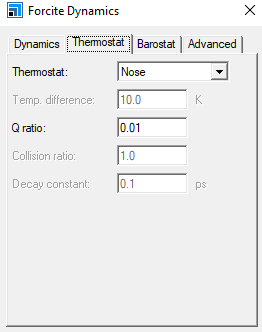 Forcite Dynamics
Dynamics Thermostat Barostat Advanced
Thermostat: Nose
Temp. difference: 10.0 K
Q ratio: 0.01
Collision ratio: 1.0
Decay constant: 0.1 ps